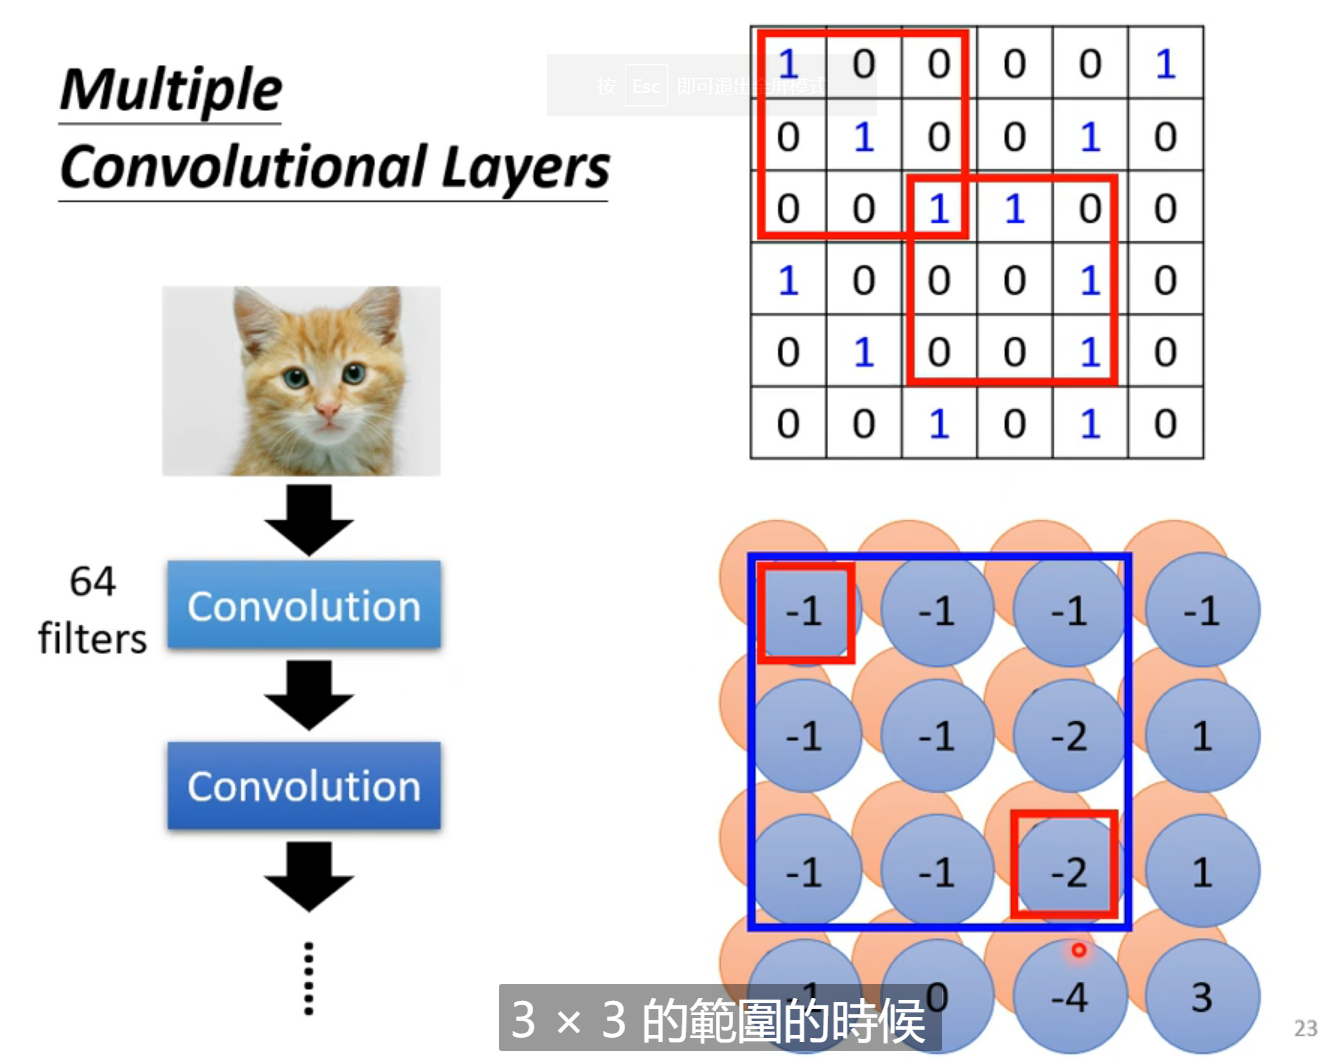 Multiple
Convolutional Layers
按 Esc 即可退出全屏模式
1 0 0 0 0 1
0 1 0 0 1 0
0 0 1 1 0 0
1 0 0 0 1 0
0 1 0 0 1 0
0 0 1 0 1 0
64
filters
Convolution
Convolution
-1 -1 -1 -1
-1 -1 -2 1
-1 -1 -2 1
-1 0 -4 3
3 × 3 的範圍的時候
23